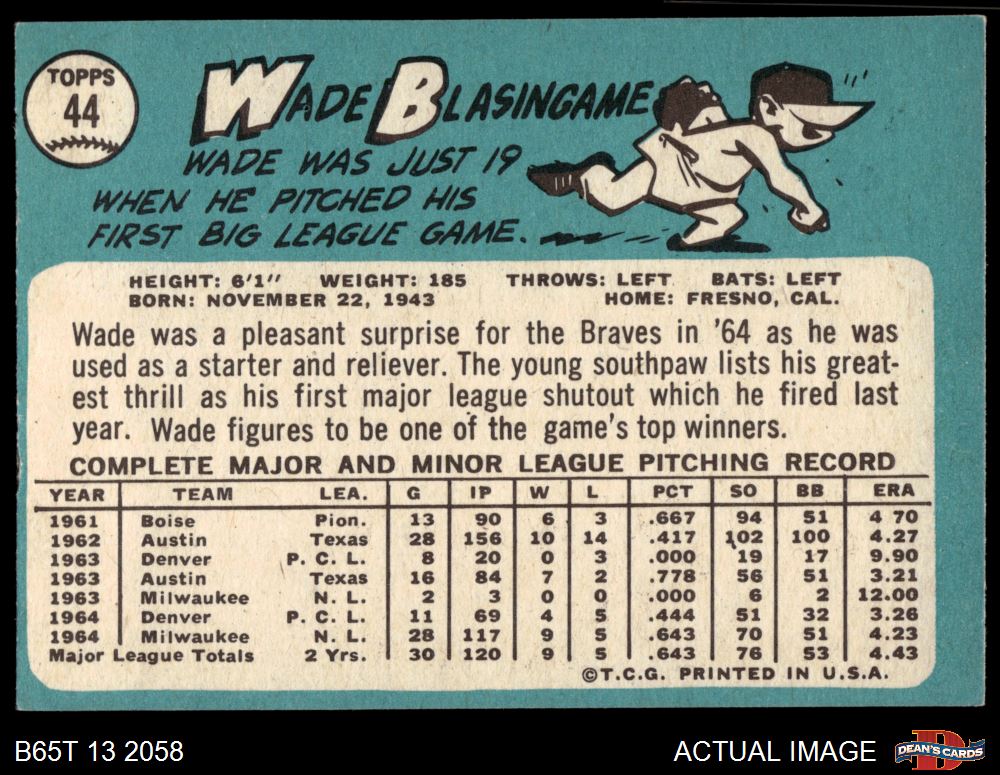 TOPPS
44
WADE BLASINGAME
WADE WAS JUST 19
WHEN HE PITCHED HIS
FIRST BIG LEAGUE GAME.
HEIGHT: 6'1" WEIGHT: 185 THROWS: LEFT BATS: LEFT
BORN: NOVEMBER 22, 1943 HOME: FRESNO, CAL.
Wade was a pleasant surprise for the Braves in '64 as he was
used as a starter and reliever. The young southpaw lists his great-
est thrill as his first major league shutout which he fired last
year. Wade figures to be one of the game's top winners.
COMPLETE MAJOR AND MINOR LEAGUE PITCHING RECORD
YEAR TEAM LEA. G IP W L PCT SO BB ERA
1961 Boise Pion. 13 90 6 3 .667 94 51 4 70
1962 Austin Texas 28 156 10 14 .417 102 100 4.27
1963 Denver P. C. L. 8 20 0 3 .000 19 17 9.90
1963 Austin Texas 16 84 7 2 .778 56 51 3.21
1963 Milwaukee N. L. 2 3 0 0 .000 6 2 12.00
1964 Denver P. C. L. 11 69 4 5 .444 51 32 3.26
1964 Milwaukee N. L. 28 117 9 5 .643 70 51 4.23
Major League Totals 2 Yrs. 30 120 9 5 .643 76 53 4.43
©T.C.G. PRINTED IN U.S.A.
B65T 13 2058
ACTUAL IMAGE
D
DEAN'S CARDS